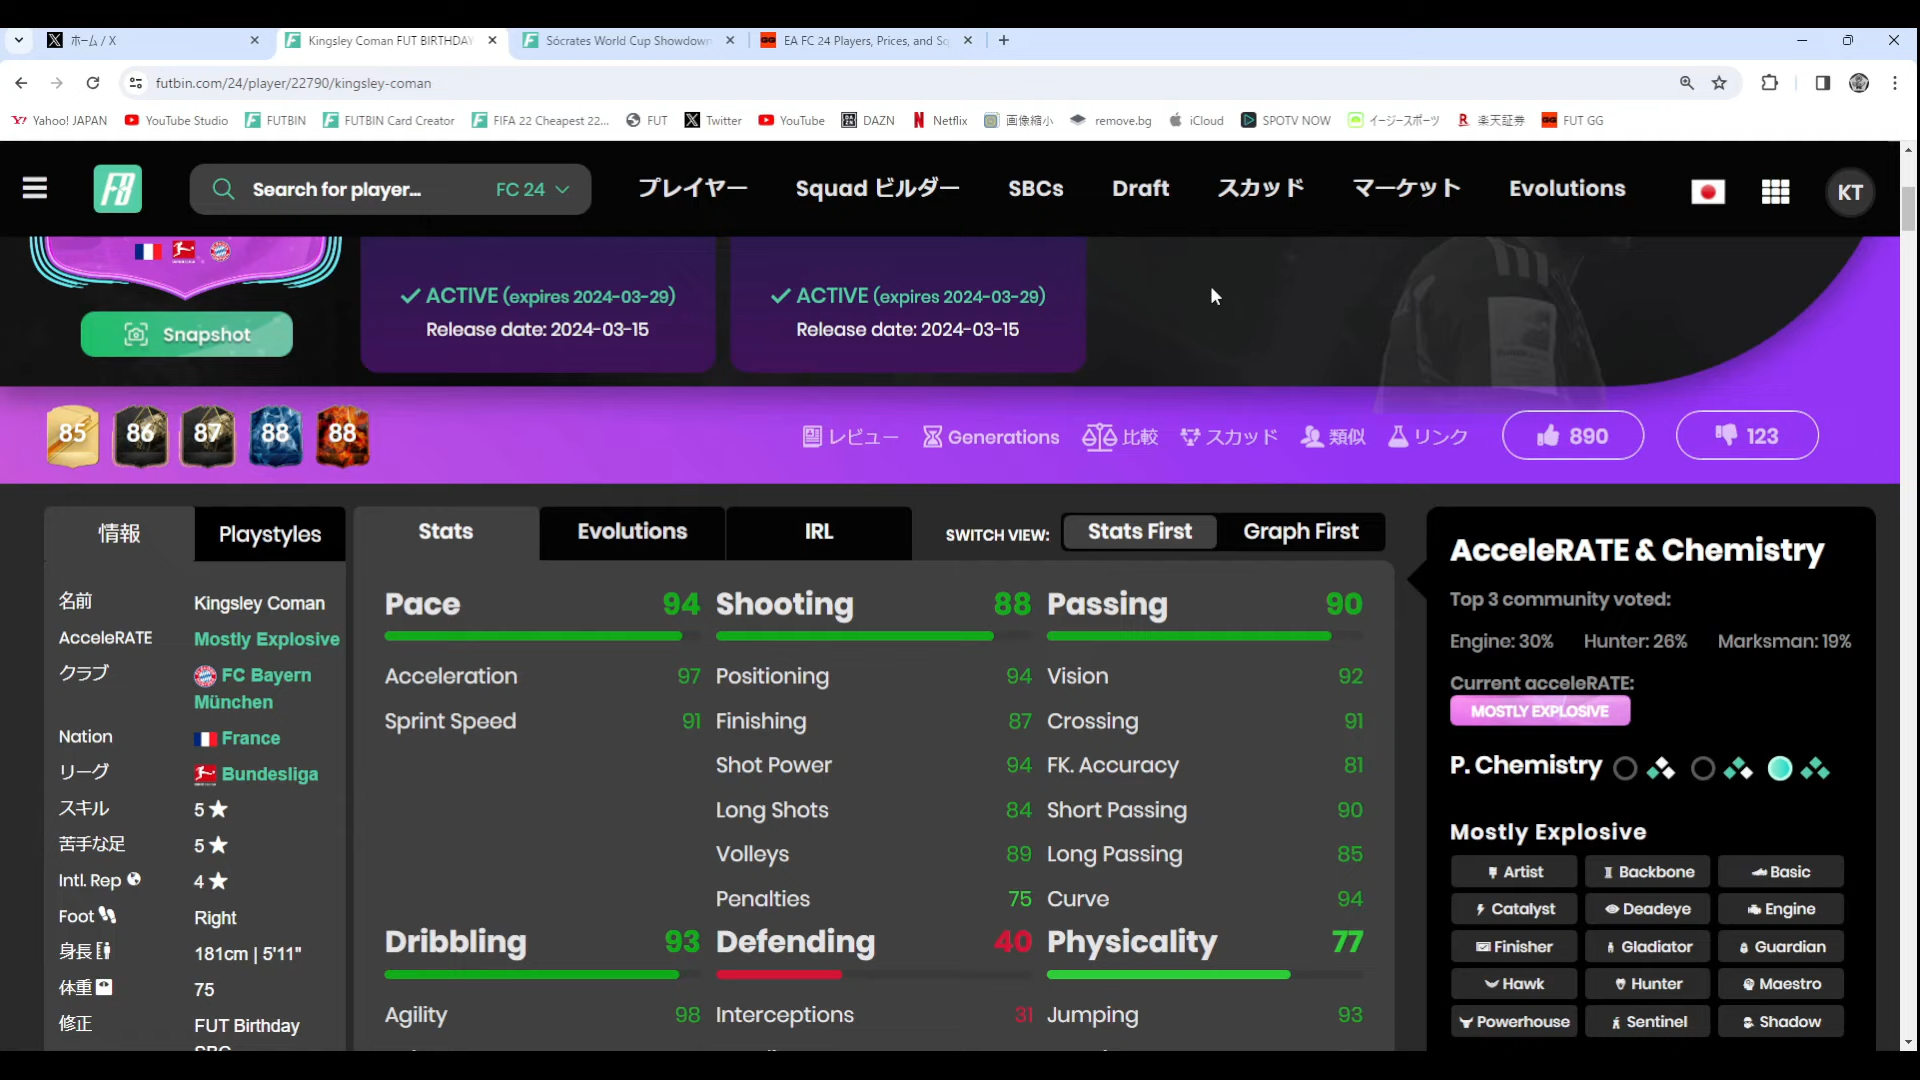 ホーム / X
Kingsley Coman FUT BIRTHDAY
Sócrates World Cup Showdown
EA FC 24 Players, Prices, and Sq
futbin.com/24/player/22790/kingsley-coman
Yahoo! JAPAN
YouTube Studio
FUTBIN
FUTBIN Card Creator
FIFA 22 Cheapest 22...
FUT
Twitter
YouTube
DAZN
Netflix
画像縮小
remove.bg
iCloud
SPOTV NOW
イージースポーツ
楽天証券
FUT GG
Search for player...
FC 24
プレイヤー
Squad ビルダー
SBCs
Draft
スカッド
マーケット
Evolutions
KT
ACTIVE (expires 2024-03-29)
Release date: 2024-03-15
ACTIVE (expires 2024-03-29)
Release date: 2024-03-15
Snapshot
85
86
87
88
88
レビュー
Generations
比較
スカッド
類似
リンク
890
123
情報
Playstyles
名前 Kingsley Coman
AcceleRATE Mostly Explosive
クラブ FC Bayern
München
Nation France
リーグ Bundesliga
スキル 5 ★
苦手な足 5 ★
Intl. Rep 4 ★
Foot Right
身長 181cm | 5'11"
体重 75
修正 FUT Birthday
Stats
Evolutions
IRL
SWITCH VIEW:
Stats First
Graph First
Pace 94
Acceleration 97
Sprint Speed 91
Shooting 88
Positioning 94
Finishing 87
Shot Power 94
Long Shots 84
Volleys 89
Penalties 75
Passing 90
Vision 92
Crossing 91
FK. Accuracy 81
Short Passing 90
Long Passing 85
Curve 94
Dribbling 93
Agility 98
Defending 40
Interceptions 31
Physicality 77
Jumping 93
AcceleRATE & Chemistry
Top 3 community voted:
Engine: 30% Hunter: 26% Marksman: 19%
Current acceleRATE:
MOSTLY EXPLOSIVE
P. Chemistry
Mostly Explosive
Artist Backbone Basic
Catalyst Deadeye Engine
Finisher Gladiator Guardian
Hawk Hunter Maestro
Powerhouse Sentinel Shadow